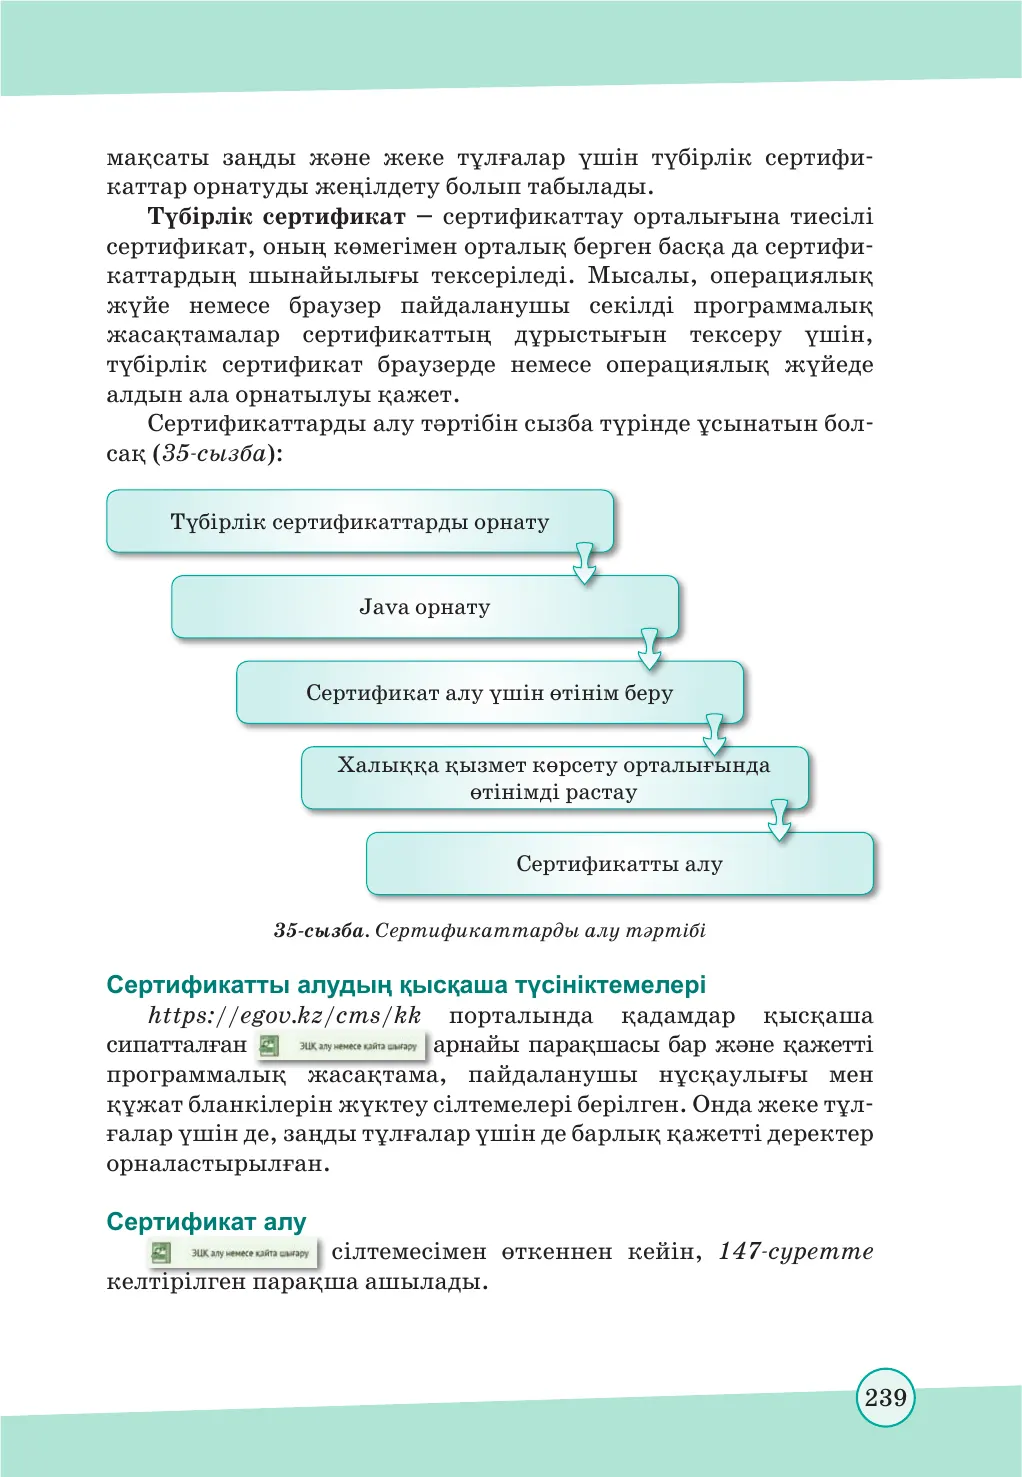 мақсаты заңды және жеке тұлғалар үшін түбірлік сертифи-
каттар орнатуды жеңілдету болып табылады.
Түбірлік сертификат – сертификаттау орталығына тиесілі
сертификат, оның көмегімен орталық берген басқа да сертифи-
каттардың шынайылығы тексеріледі. Мысалы, операциялық
жүйе немесе браузер пайдаланушы секілді программалық
жасақтамалар сертификаттың дұрыстығын тексеру үшін,
түбірлік сертификат браузерде немесе операциялық жүйеде
алдын ала орнатылуы қажет.
Сертификаттарды алу тәртібін сызба түрінде ұсынатын бол-
сақ (35-сызба):
Түбірлік сертификаттарды орнату
Java орнату
Сертификат алу үшін өтінім беру
Халыққа қызмет көрсету орталығында
өтінімді растау
Сертификатты алу
35-сызба. Сертификаттарды алу тәртібі
Сертификатты алудың қысқаша түсініктемелері
https://egov.kz/cms/kk порталында қадамдар қысқаша
сипатталған ЭЦҚ алу немесе қайта шығару арнайы парақшасы бар және қажетті
программалық жасақтама, пайдаланушы нұсқаулығы мен
құжат бланкілерін жүктеу сілтемелері берілген. Онда жеке тұл-
ғалар үшін де, заңды тұлғалар үшін де барлық қажетті деректер
орналастырылған.
Сертификат алу
ЭЦҚ алу немесе қайта шығару сілтемесімен өткеннен кейін, 147-суретте
келтірілген парақша ашылады.
239